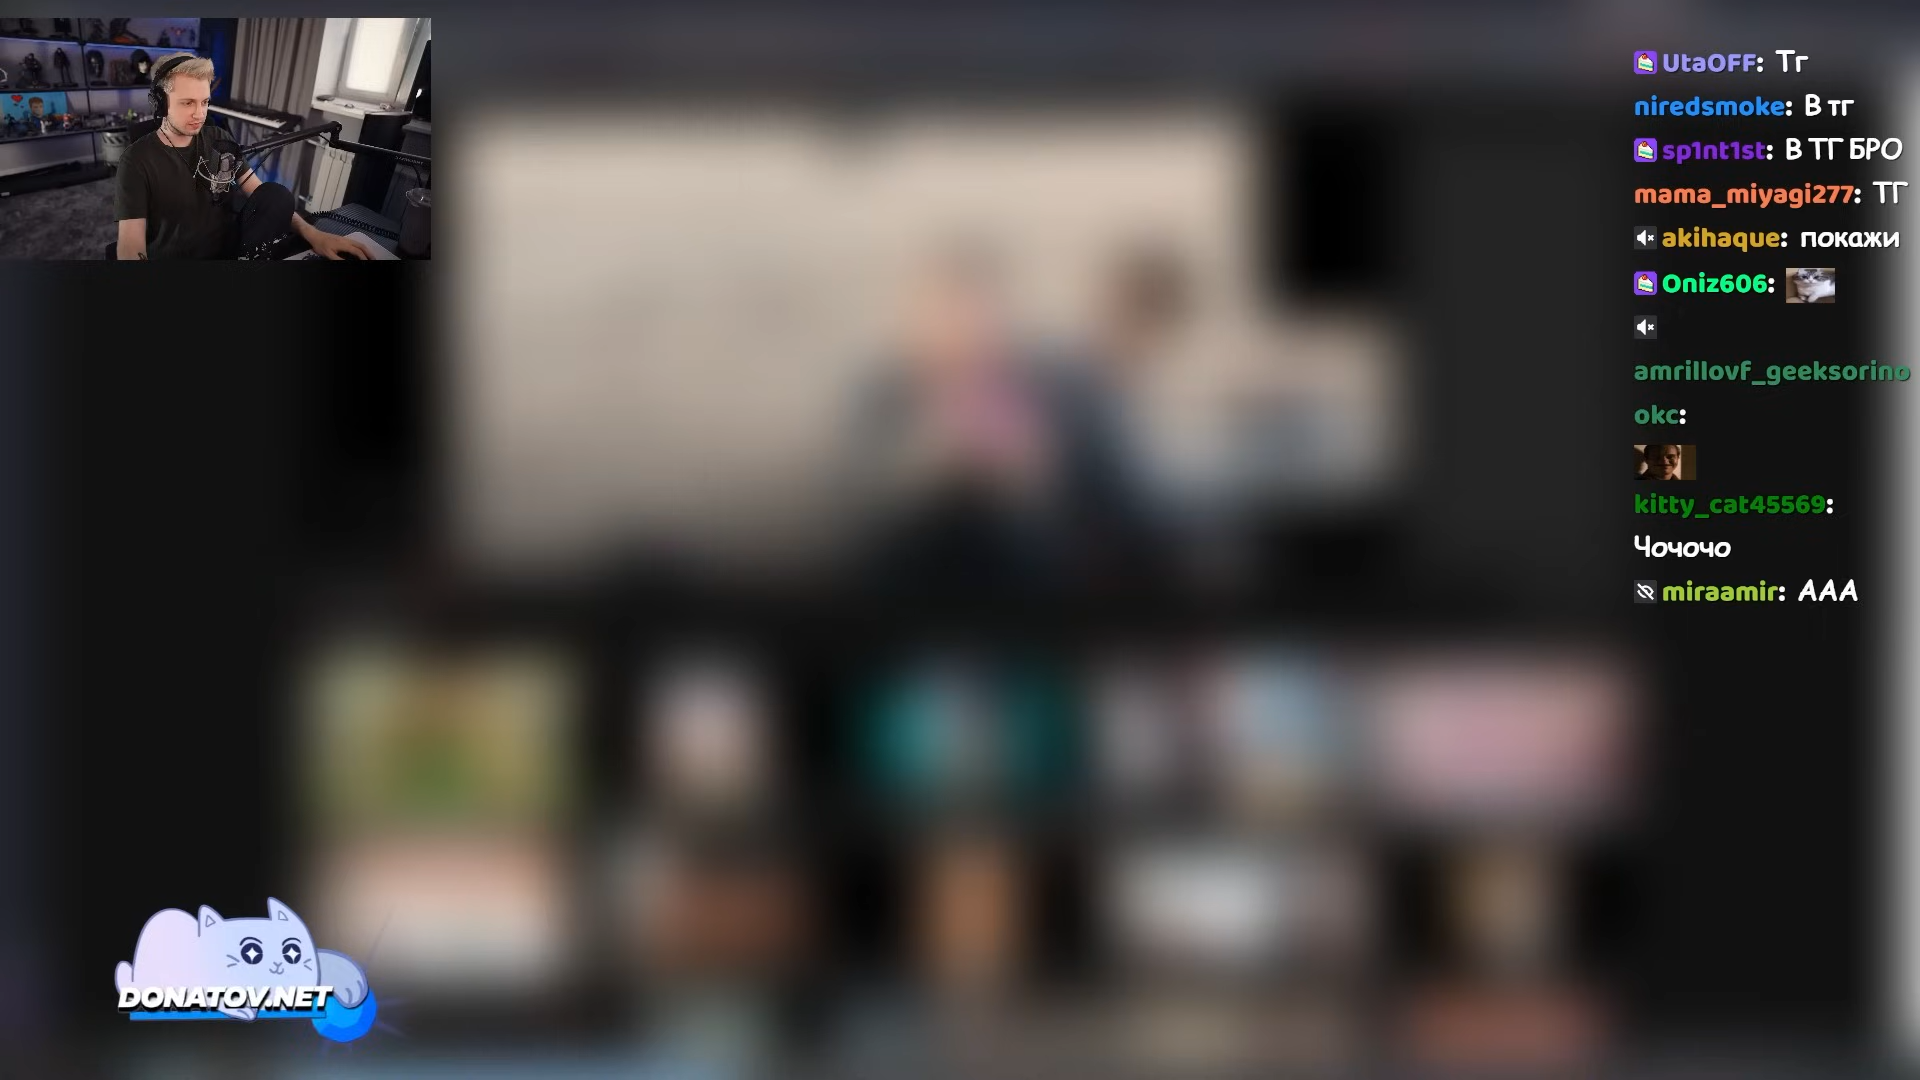 UtaOFF: Тг
niredsmoke: В тг
sp1nt1st: В ТГ БРО
mama_miyagi277: ТГ
akihaque: покажи
Oniz606:
amrillovf_geeksorino
okc:
kitty_cat45569:
Чочочо
miraamir: ААА
DONATOV.NET